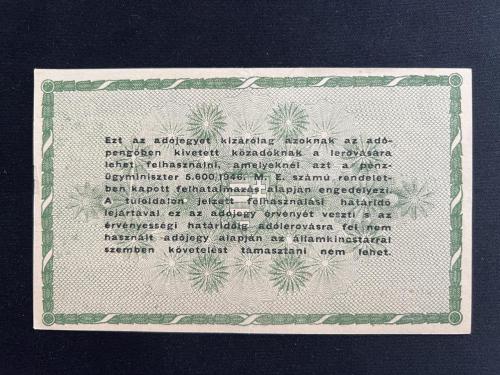 Ezt az adójegyet kizárólag azoknak az adó-
pengőben kivetett közadóknak a lerovására
lehet felhasználni, amelyeknél azt a pénz-
ügyminiszter 5.600/1946. M. E. számú rendelet-
ben kapott felhatalmazás alapján engedélyezi.
A túloldalon jelzett felhasználási határidő
lejártával ez az adójegy érvényét veszti s az
érvényességi határidőig adólerovásra fel nem
használt adójegy alapján az államkincstárral
szemben követelést támasztani nem lehet.